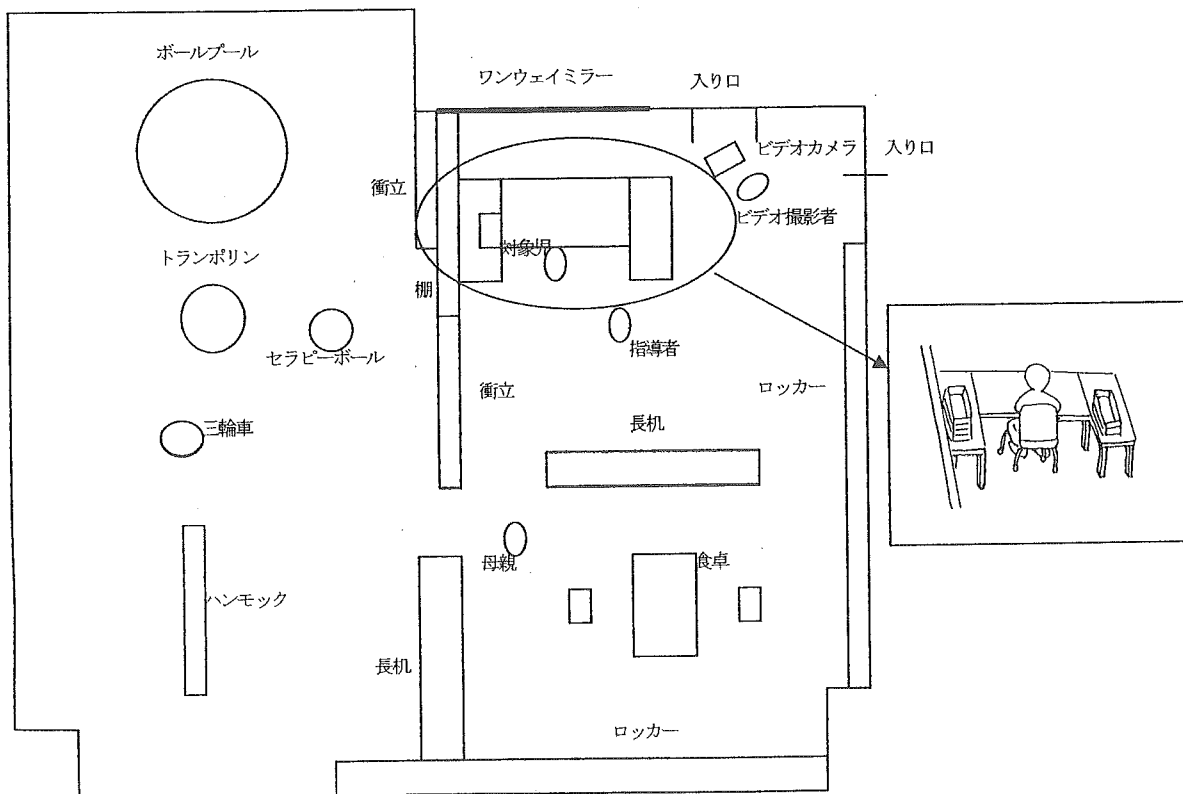 ボールプール
ワンウェイミラー
入り口
ビデオカメラ
入り口
衝立
ビデオ撮影者
対象児
トランポリン
棚
セラピーボール
指導者
衝立
ロッカー
三輪車
長机
母親
食卓
ハンモック
長机
ロッカー